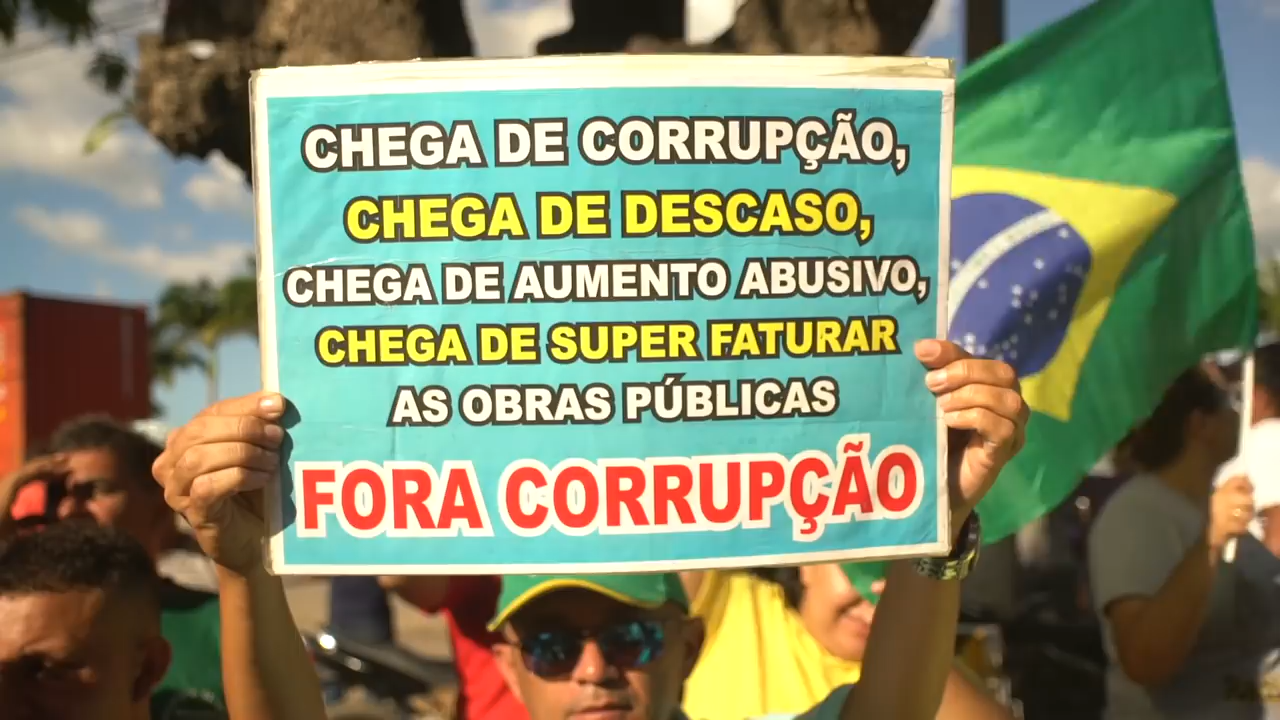 CHEGA DE CORRUPÇÃO,
CHEGA DE DESCASO,
CHEGA DE AUMENTO ABUSIVO,
CHEGA DE SUPER FATURAR
AS OBRAS PÚBLICAS
FORA CORRUPÇÃO